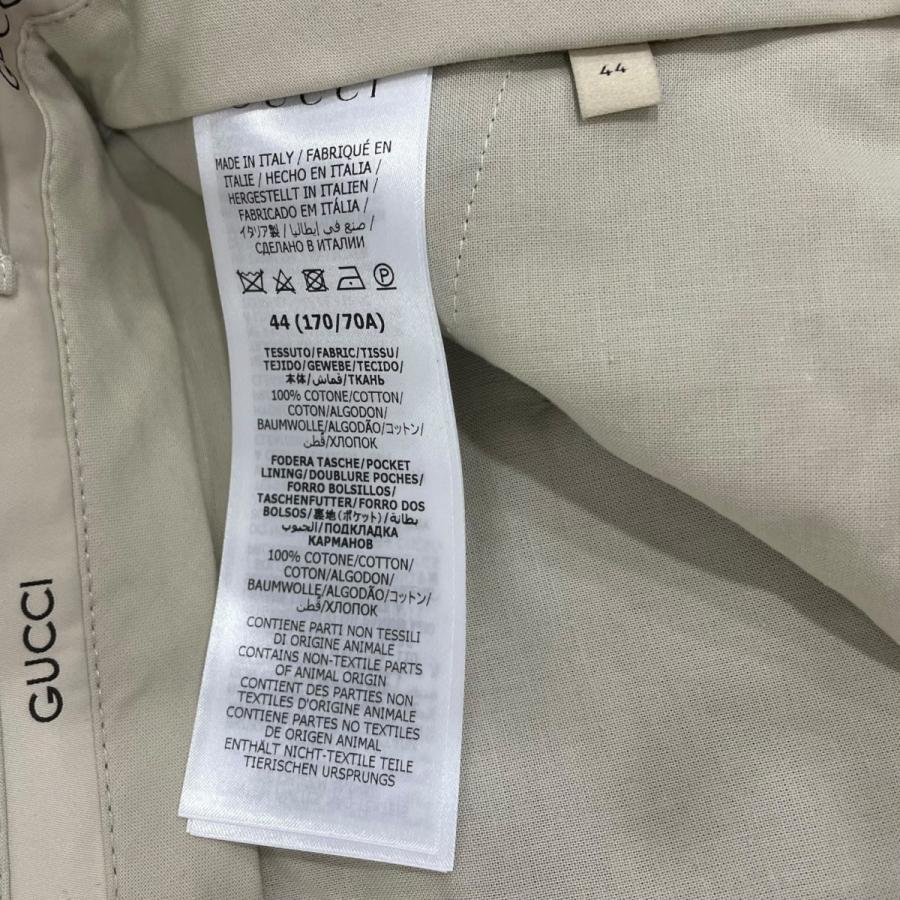 44
GUCCI
MADE IN ITALY / FABRIQUÉ EN
ITALIE / HECHO EN ITALIA /
HERGESTELLT IN ITALIEN /
FABRICADO EM ITÁLIA /
イタリア製 / صنع في إيطاليا /
СДЕЛАНО В ИТАЛИИ
P
44 (170/70A)
TESSUTO/FABRIC/TISSU/
TEJIDO/GEWEBE/TECIDO/
本体/قماش/ТКАНЬ
100% COTONE/COTTON/
COTON/ALGODON/
BAUMWOLLE/ALGODÃO/コットン/
قُطن/ХЛОПОК
FODERA TASCHE/POCKET
LINING/DOUBLURE POCHES/
FORRO BOLSILLOS/
TASCHENFUTTER/FORRO DOS
BOLSOS/裏地(ポケット)/بطانة
الجيوب/ПОДКЛАДКА
КАРМАНОВ
100% COTONE/COTTON/
COTON/ALGODON/
BAUMWOLLE/ALGODÃO/コットン/
قُطن/ХЛОПОК
CONTIENE PARTI NON TESSILI
DI ORIGINE ANIMALE
CONTAINS NON-TEXTILE PARTS
OF ANIMAL ORIGIN
CONTIENT DES PARTIES NON
TEXTILES D'ORIGINE ANIMALE
CONTIENE PARTES NO TEXTILES
DE ORIGEN ANIMAL
ENTHÄLT NICHT-TEXTILE TEILE
TIERISCHEN URSPRUNGS
GUCCI